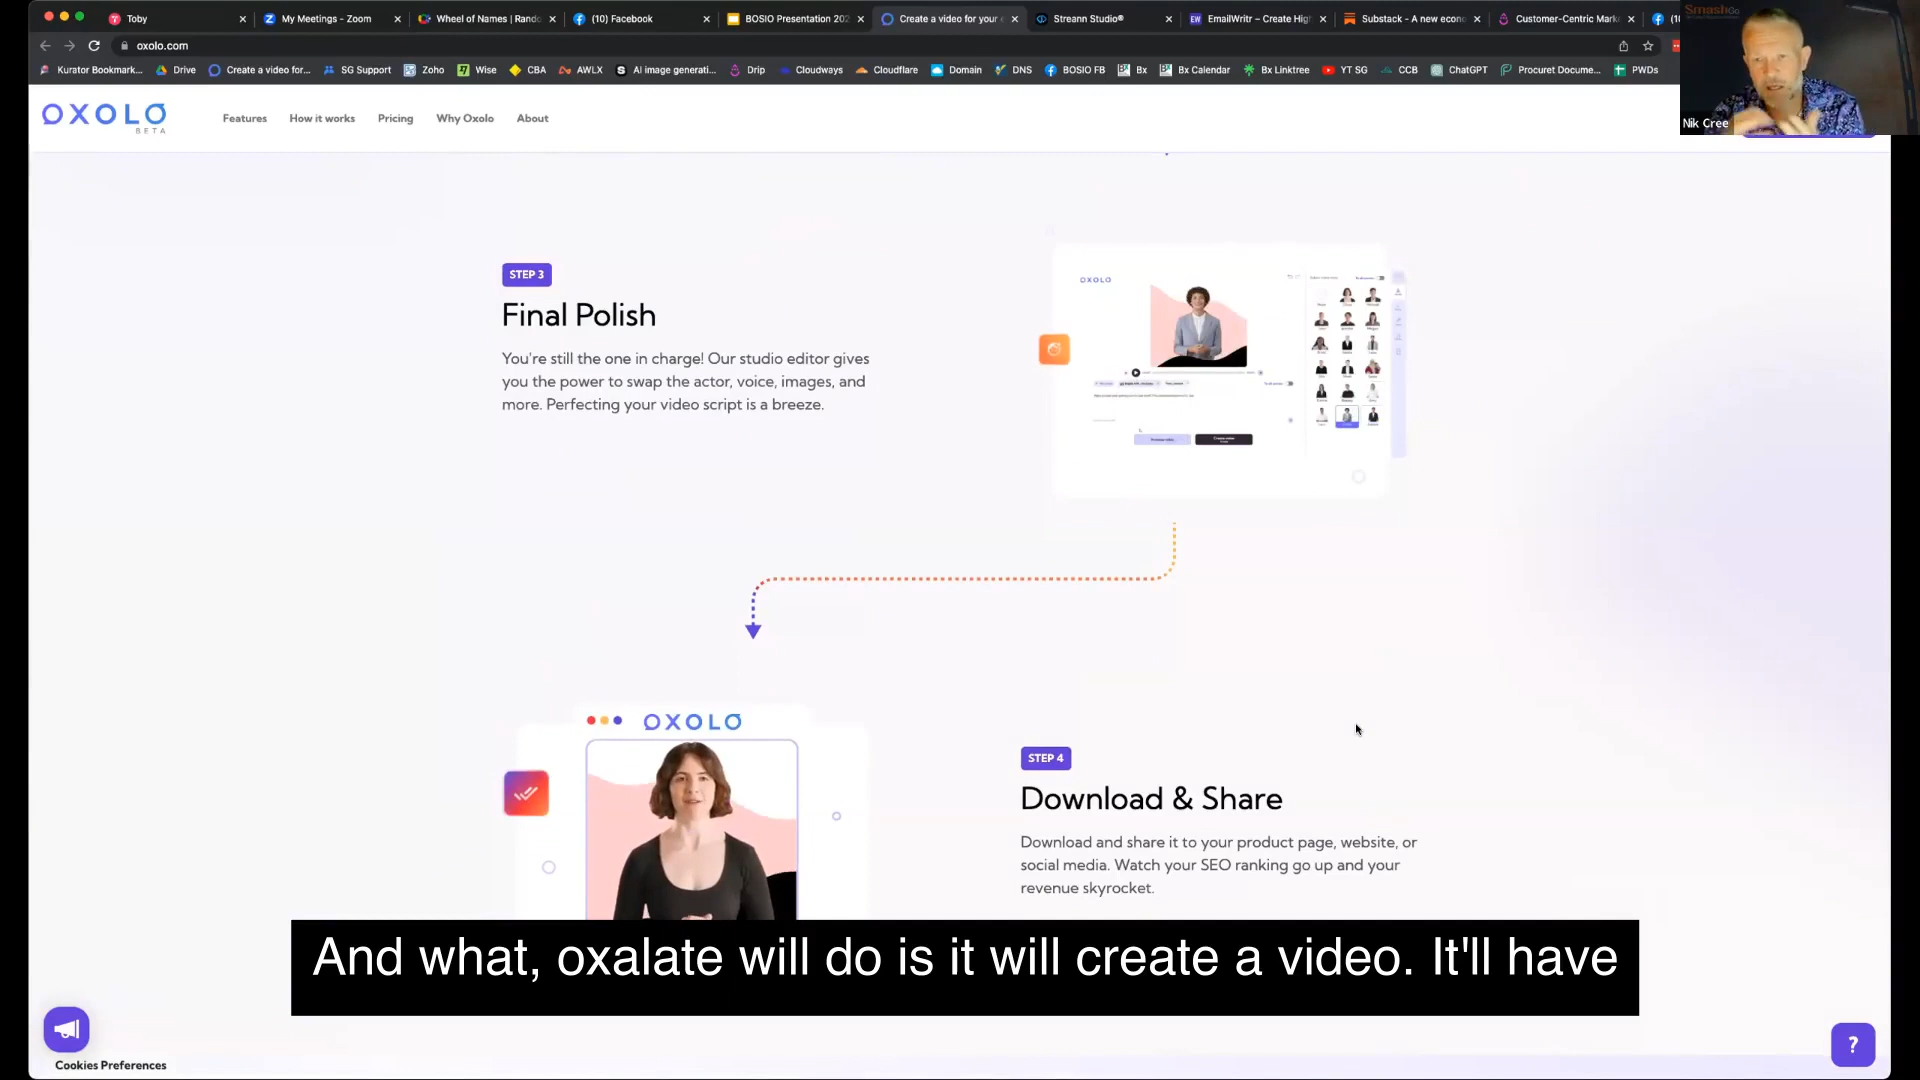 Toby
My Meetings - Zoom
Wheel of Names | Rando
(10) Facebook
BOSIO Presentation 202
Create a video for your e
Streann Studio®
EmailWritr – Create High
Substack - A new econo
Customer-Centric Mark
(10
SmashGo
oxolo.com
Kurator Bookmark...
Drive
Create a video for...
SG Support
Zoho
Wise
CBA
AWLX
AI image generati...
Drip
Cloudways
Cloudflare
Domain
DNS
BOSIO FB
Bx
Bx Calendar
Bx Linktree
YT SG
CCB
ChatGPT
Procuret Docume...
PWDs
Nik Cree
OXOLO
BETA
Features
How it works
Pricing
Why Oxolo
About
STEP 3
Final Polish
You're still the one in charge! Our studio editor gives
you the power to swap the actor, voice, images, and
more. Perfecting your video script is a breeze.
OXOLO
OXOLO
STEP 4
Download & Share
Download and share it to your product page, website, or
social media. Watch your SEO ranking go up and your
revenue skyrocket.
And what, oxalate will do is it will create a video. It'll have
?
Cookies Preferences